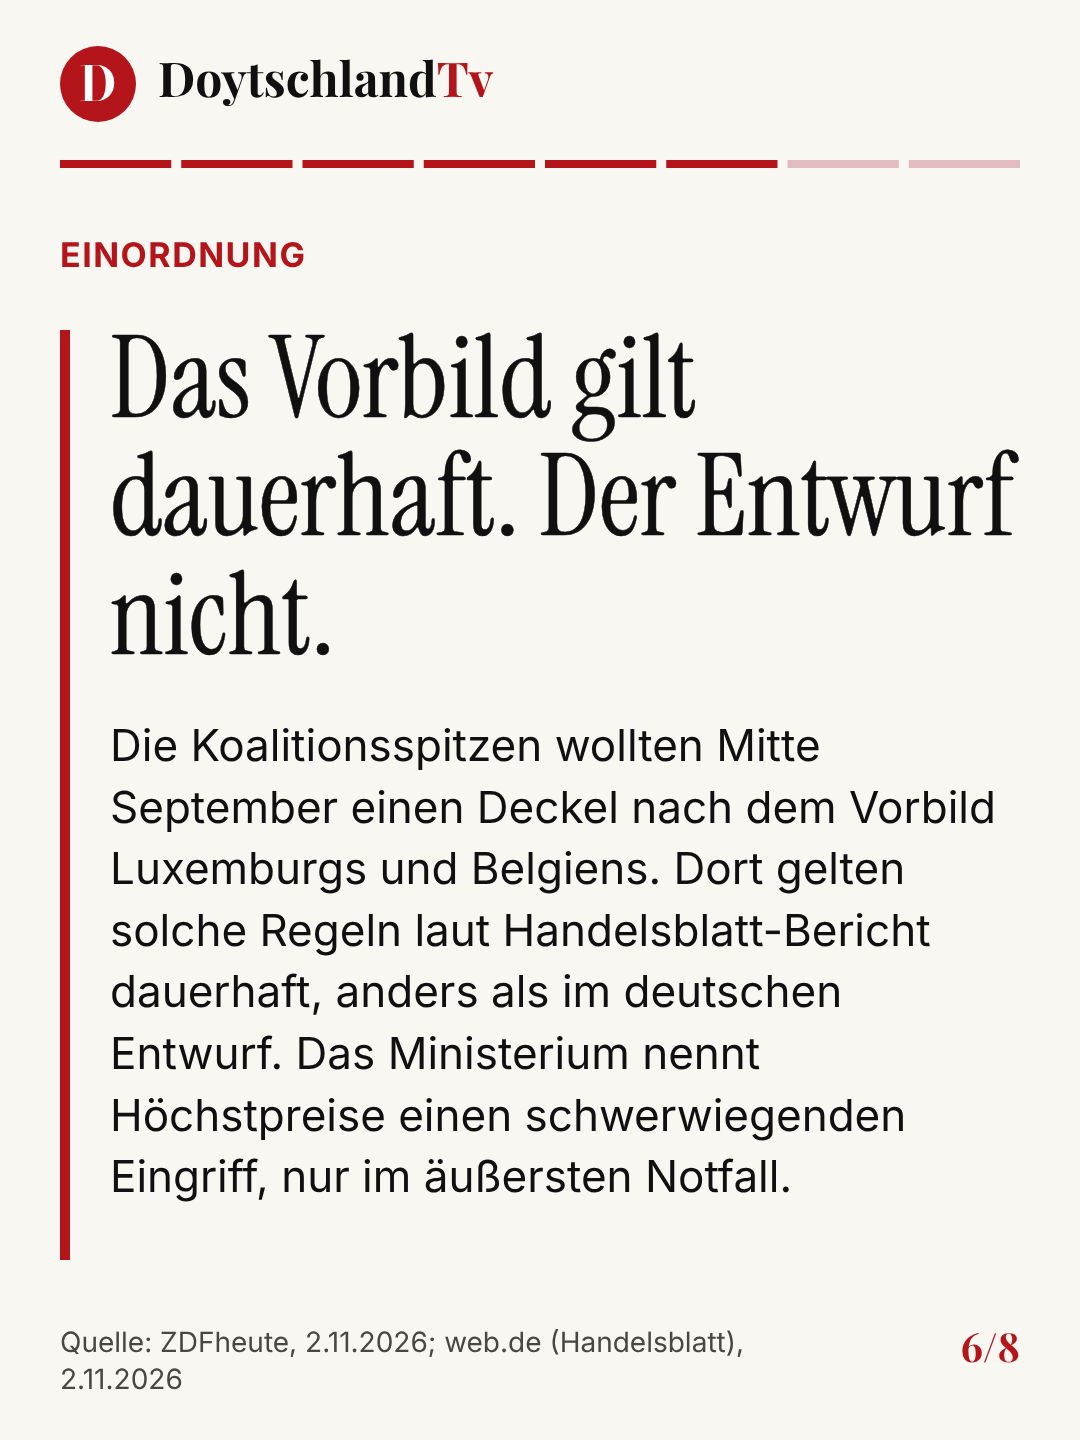 D DoytschlandTv
EINORDNUNG
Das Vorbild gilt
dauerhaft. Der Entwurf
nicht.
Die Koalitionsspitzen wollten Mitte
September einen Deckel nach dem Vorbild
Luxemburgs und Belgiens. Dort gelten
solche Regeln laut Handelsblatt-Bericht
dauerhaft, anders als im deutschen
Entwurf. Das Ministerium nennt
Höchstpreise einen schwerwiegenden
Eingriff, nur im äußersten Notfall.
Quelle: ZDFheute, 2.11.2026; web.de (Handelsblatt),
2.11.2026
6/8